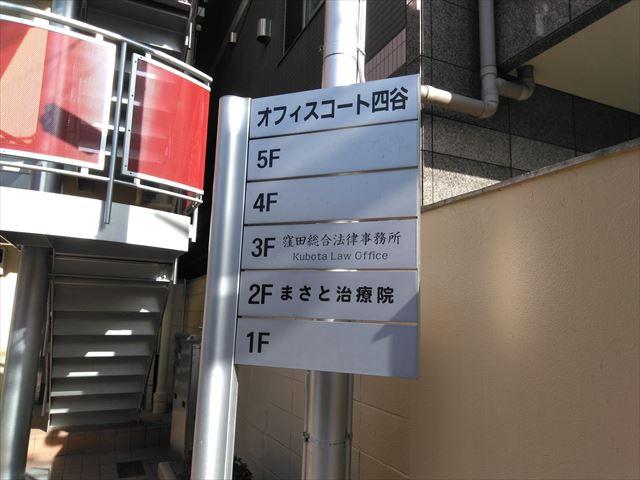 オフィスコート四谷
5F
4F
3F 窪田総合法律事務所
Kubota Law Office
2F まさと治療院
1F